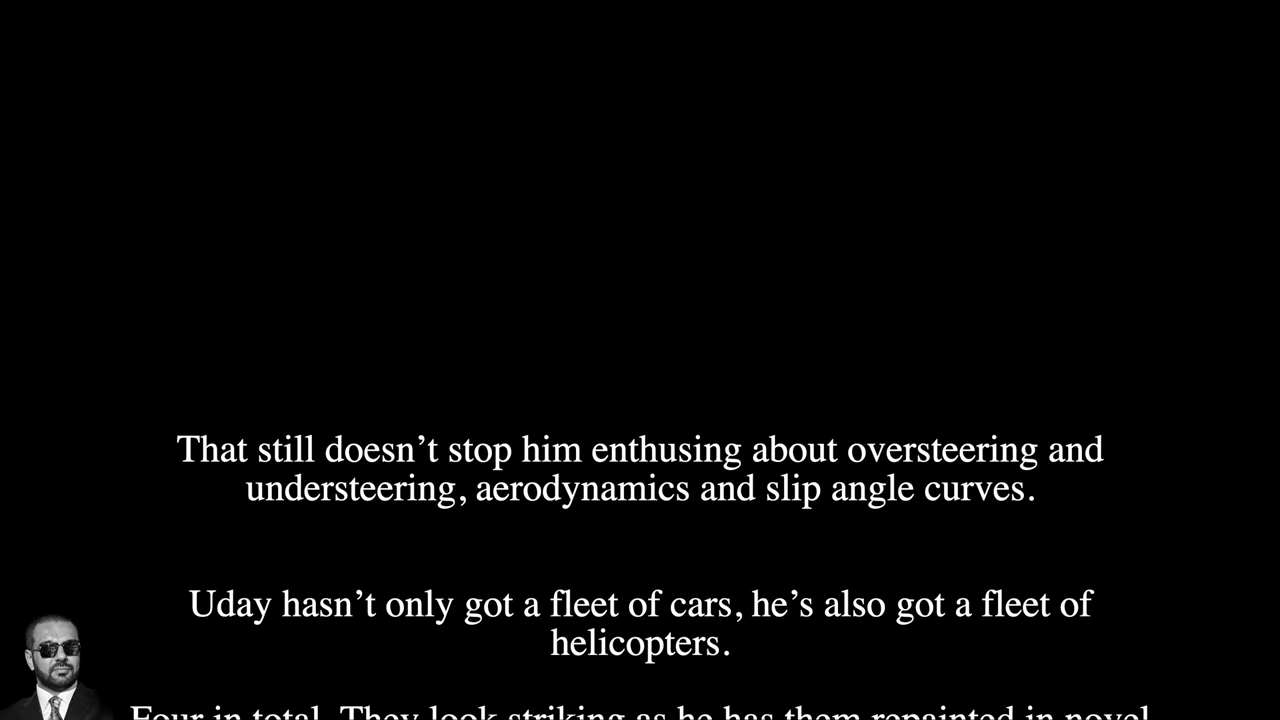 That still doesn’t stop him enthusing about oversteering and
understeering, aerodynamics and slip angle curves.
Uday hasn’t only got a fleet of cars, he’s also got a fleet of
helicopters.
Four in total. They look striking as he has them repainted in novel